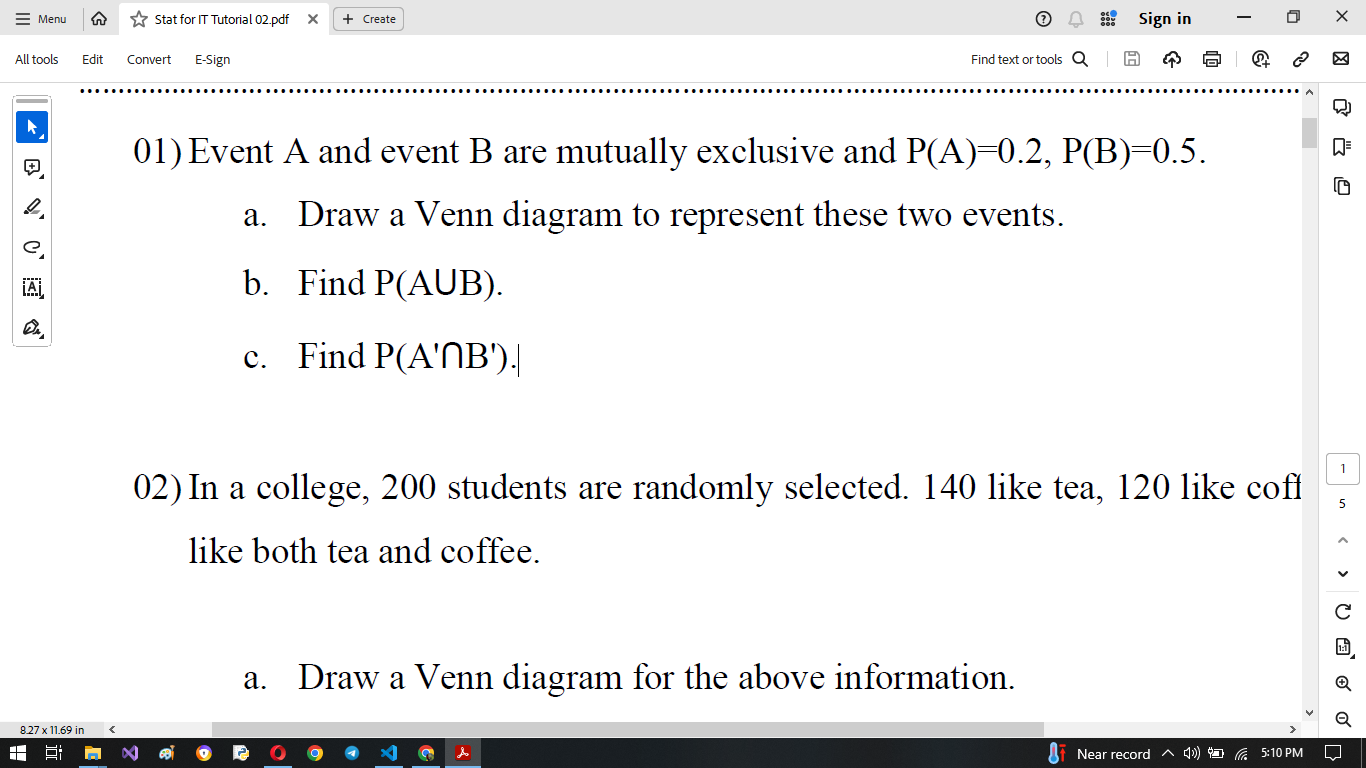 Menu
Stat for IT Tutorial 02.pdf
Create
Sign in
All tools Edit Convert E-Sign
Find text or tools
01) Event A and event B are mutually exclusive and P(A)=0.2, P(B)=0.5.
a. Draw a Venn diagram to represent these two events.
b. Find P(A∪B).
c. Find P(A'∩B').
02) In a college, 200 students are randomly selected. 140 like tea, 120 like
like both tea and coffee.
a. Draw a Venn diagram for the above information.
1
5
8.27 x 11.69 in
Near record
5:10 PM